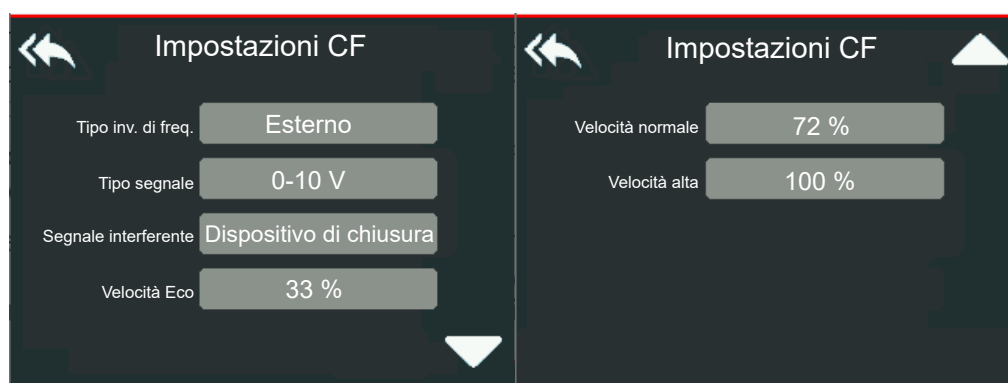 Impostazioni CF
Tipo inv. di freq. Esterno
Tipo segnale 0-10 V
Segnale interferente Dispositivo di chiusura
Velocità Eco 33 %
Impostazioni CF
Velocità normale 72 %
Velocità alta 100 %